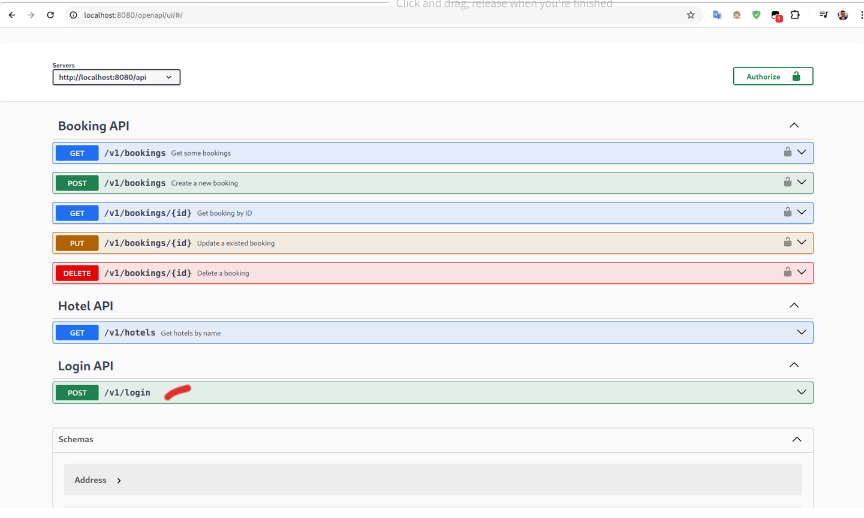 Click and drag, release when you're finished
localhost:8080/openapi/ui/#/
1
Servers
http://localhost:8080/api
Authorize
Booking API
GET /v1/bookings Get some bookings
POST /v1/bookings Create a new booking
GET /v1/bookings/{id} Get booking by ID
PUT /v1/bookings/{id} Update a existed booking
DELETE /v1/bookings/{id} Delete a booking
Hotel API
GET /v1/hotels Get hotels by name
Login API
POST /v1/login
Schemas
Address